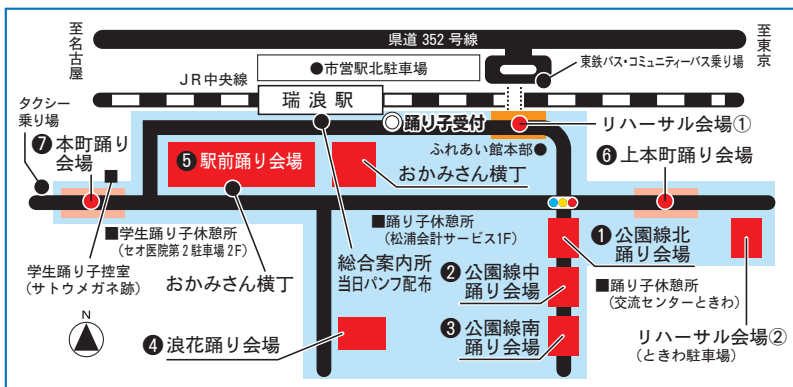 至名古屋
県道 352 号線
至東京
●市営駅北駐車場
東鉄バス・コミュニティーバス乗り場
JR中央線
瑞浪駅
タクシー
乗り場
◎踊り子受付
リハーサル会場①
❼本町踊り
会場
❺駅前踊り会場
ふれあい館本部●
おかみさん横丁
❻上本町踊り会場
■学生踊り子休憩所
(セオ医院第2駐車場2F)
■踊り子休憩所
(松浦会計サービス1F)
❶公園線北
踊り会場
学生踊り子控室
(サトウメガネ跡)
おかみさん横丁
総合案内所
当日パンフ配布
❷公園線中
踊り会場
■踊り子休憩所
(交流センターときわ)
N
❹浪花踊り会場
❸公園線南
踊り会場
リハーサル会場②
(ときわ駐車場)